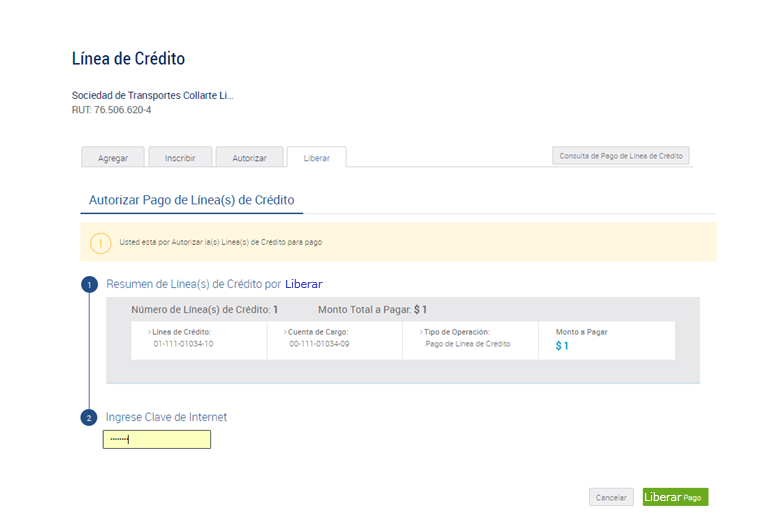 Línea de Crédito
Sociedad de Transportes Collarte Li...
RUT: 76.506.620-4
Agregar
Inscribir
Autorizar
Liberar
Consulta de Pago de Línea de Crédito
Autorizar Pago de Línea(s) de Crédito
!
Usted está por Autorizar la(s) Línea(s) de Crédito para pago
1
Resumen de Línea(s) de Crédito por Liberar
Número de Línea(s) de Crédito: 1
Monto Total a Pagar: $ 1
> Línea de Crédito:
01-111-01034-10
> Cuenta de Cargo:
00-111-01034-09
> Tipo de Operación:
Pago de Línea de Crédito
Monto a Pagar
$ 1
2
Ingrese Clave de Internet
Cancelar
Liberar Pago